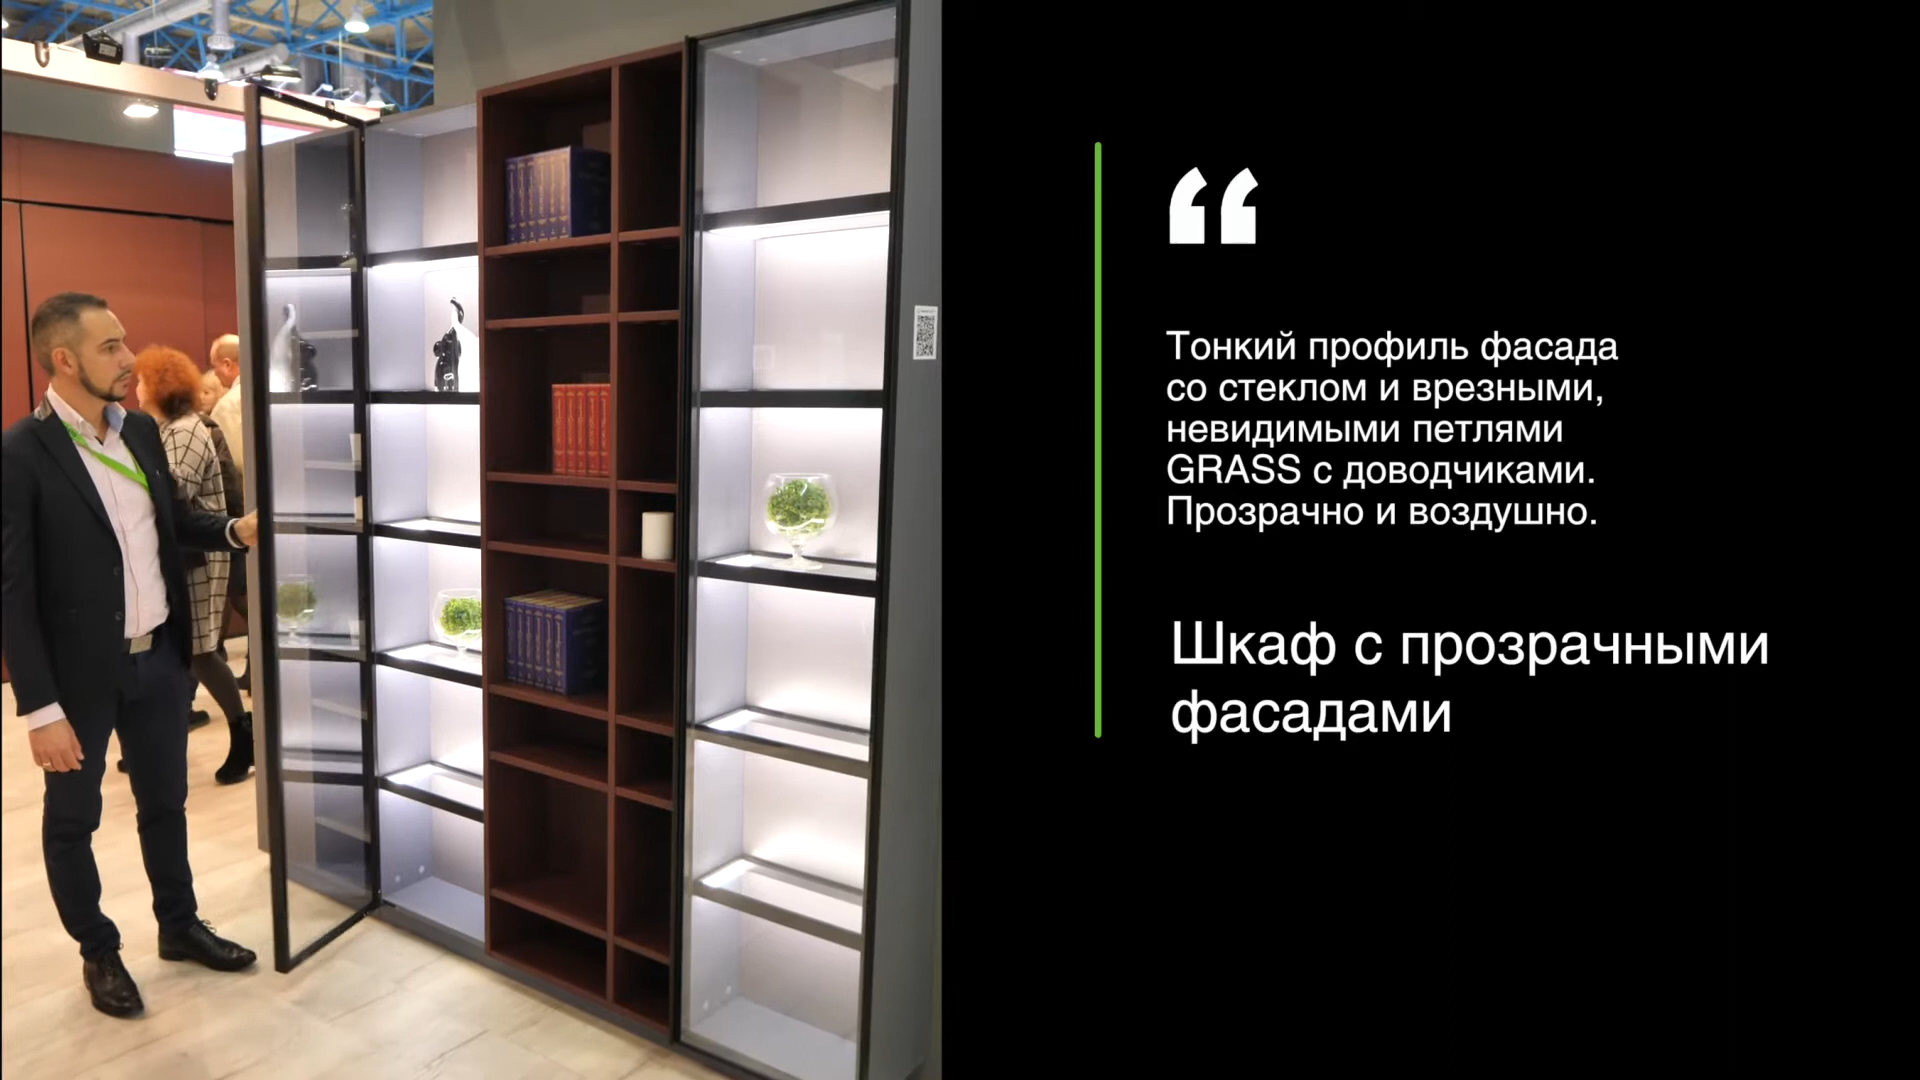 Тонкий профиль фасада
со стеклом и врезными,
невидимыми петлями
GRASS с доводчиками.
Прозрачно и воздушно.
Шкаф с прозрачными
фасадами